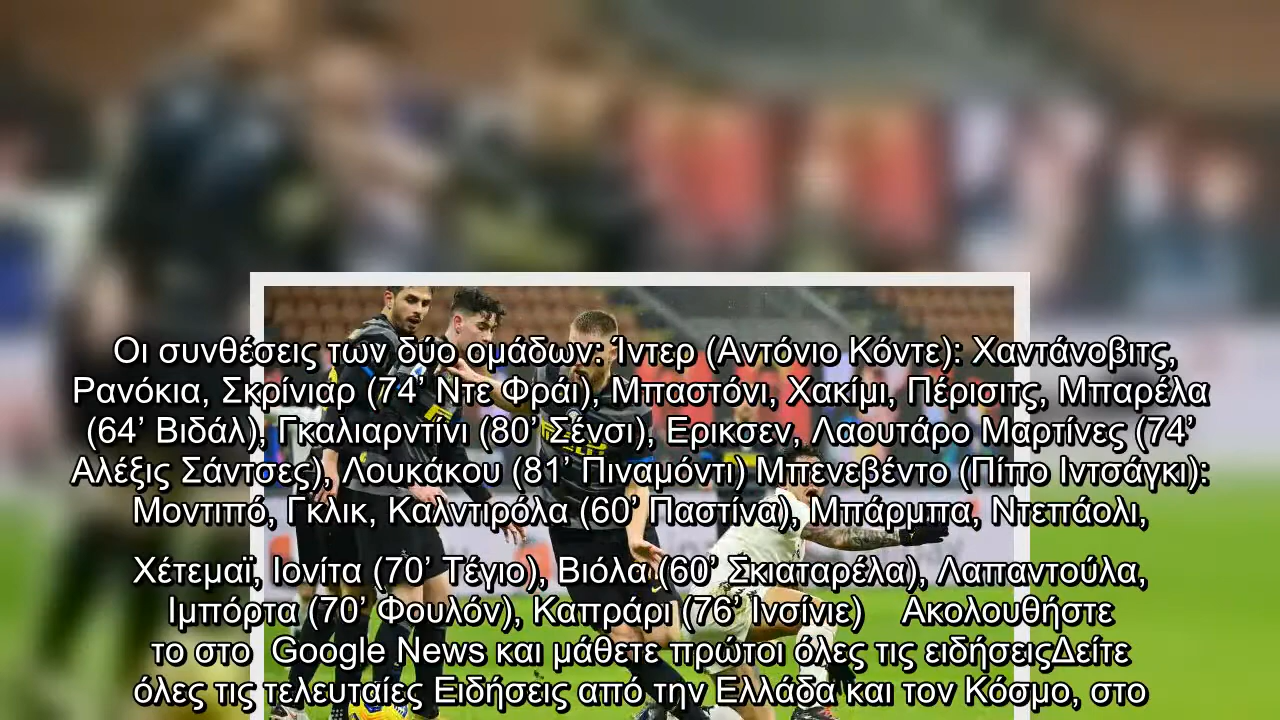 Οι συνθέσεις των δύο ομάδων: Ίντερ (Αντόνιο Κόντε): Χαντάνοβιτς,
Ρανόκια, Σκρίνιαρ (74’ Ντε Φράι), Μπαστόνι, Χακίμι, Πέρισιτς, Μπαρέλα
(64’ Βιδάλ), Γκαλιαρντίνι (80’ Σένσι), Ερικσεν, Λαουτάρο Μαρτίνες (74’
Αλέξις Σάντσες), Λουκάκου (81’ Πιναμόντι) Μπενεβέντο (Πίπο Ιντσάγκι):
Μοντιπό, Γκλικ, Καλντιρόλα (60’ Παστίνα), Μπάρμπα, Ντεπάολι,
Χέτεμαϊ, Ιονίτα (70’ Τέγιο), Βιόλα (60’ Σκιαταρέλα), Λαπαντούλα,
Ιμπόρτα (70’ Φουλόν), Καπράρι (76’ Ινσίνιε) Ακολουθήστε
το στο Google News και μάθετε πρώτοι όλες τις ειδήσειςΔείτε
όλες τις τελευταίες Ειδήσεις από την Ελλάδα και τον Κόσμο, στο